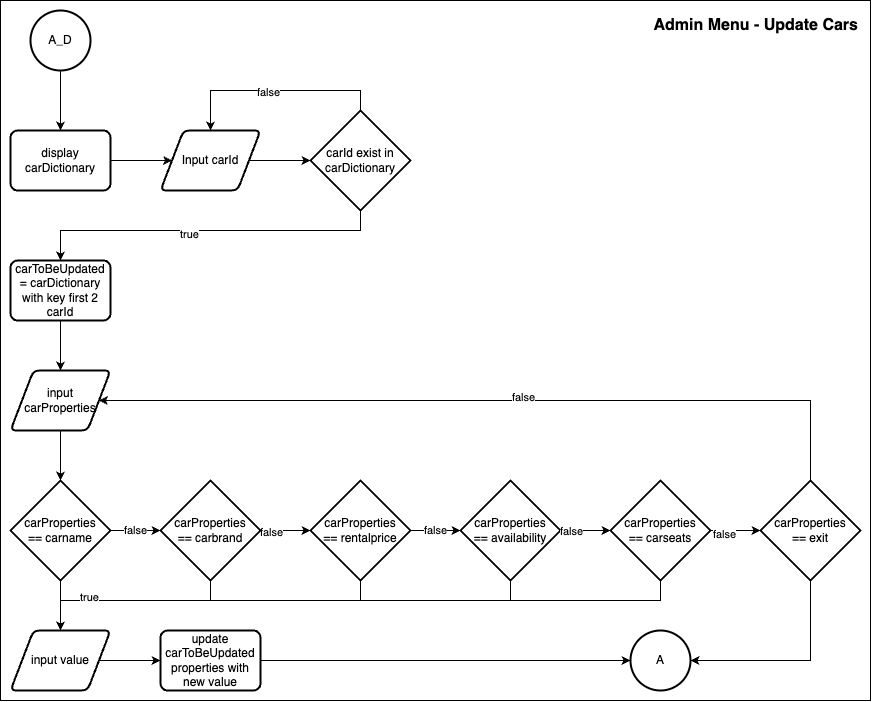 Admin Menu - Update Cars
A_D
false
display
carDictionary
Input carId
carId exist in
carDictionary
true
carToBeUpdated
= carDictionary
with key first 2
carId
input
carProperties
false
carProperties
== carname
false
carProperties
== carbrand
false
carProperties
== rentalprice
false
carProperties
== availability
false
carProperties
== carseats
false
carProperties
== exit
true
input value
update
carToBeUpdated
properties with
new value
A